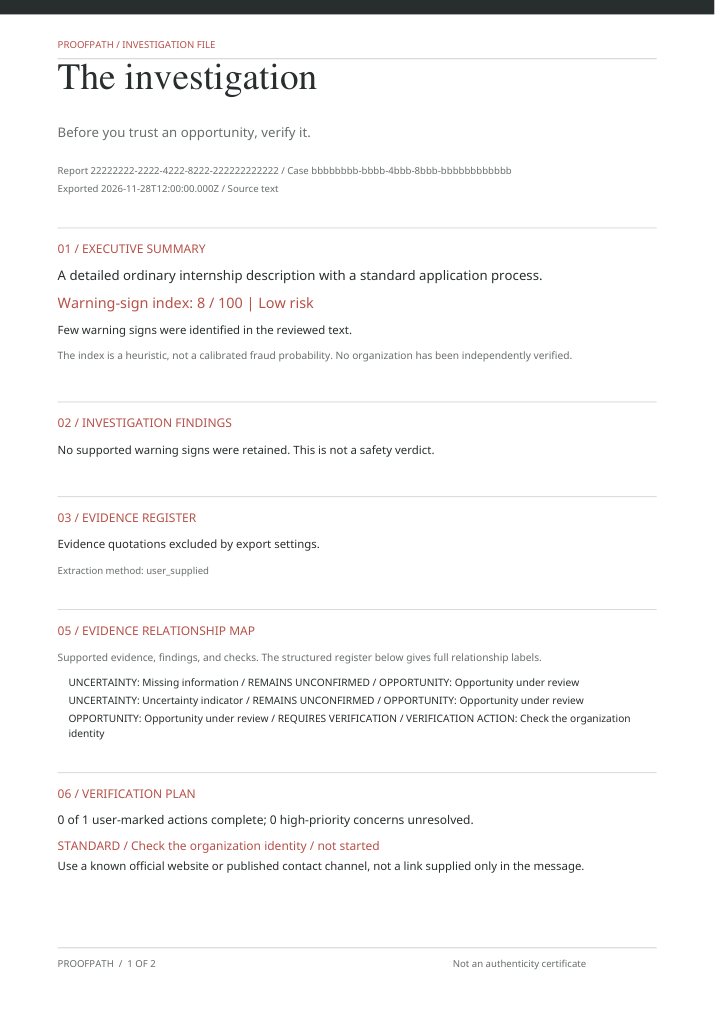 PROOFPATH / INVESTIGATION FILE
The investigation
Before you trust an opportunity, verify it.
Report 22222222-2222-4222-8222-222222222222 / Case bbbbbbbb-bbbb-4bbb-8bbb-bbbbbbbbbbbb
Exported 2026-11-28T12:00:00.000Z / Source text
01 / EXECUTIVE SUMMARY
A detailed ordinary internship description with a standard application process.
Warning-sign index: 8 / 100 | Low risk
Few warning signs were identified in the reviewed text.
The index is a heuristic, not a calibrated fraud probability. No organization has been independently verified.
02 / INVESTIGATION FINDINGS
No supported warning signs were retained. This is not a safety verdict.
03 / EVIDENCE REGISTER
Evidence quotations excluded by export settings.
Extraction method: user_supplied
05 / EVIDENCE RELATIONSHIP MAP
Supported evidence, findings, and checks. The structured register below gives full relationship labels.
UNCERTAINTY: Missing information / REMAINS UNCONFIRMED / OPPORTUNITY: Opportunity under review
UNCERTAINTY: Uncertainty indicator / REMAINS UNCONFIRMED / OPPORTUNITY: Opportunity under review
OPPORTUNITY: Opportunity under review / REQUIRES VERIFICATION / VERIFICATION ACTION: Check the organization
identity
06 / VERIFICATION PLAN
0 of 1 user-marked actions complete; 0 high-priority concerns unresolved.
STANDARD / Check the organization identity / not started
Use a known official website or published contact channel, not a link supplied only in the message.
PROOFPATH / 1 OF 2
Not an authenticity certificate